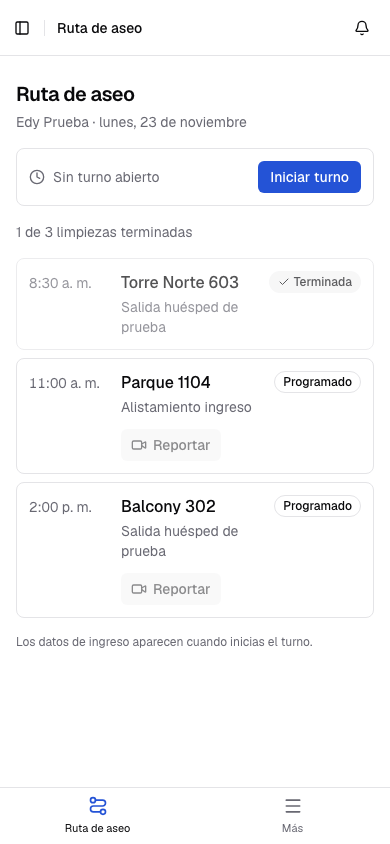 Ruta de aseo
Ruta de aseo
Edy Prueba · lunes, 23 de noviembre
Sin turno abierto
Iniciar turno
1 de 3 limpiezas terminadas
8:30 a. m.
Torre Norte 603
Terminada
Salida huésped de
prueba
11:00 a. m.
Parque 1104
Programado
Alistamiento ingreso
Reportar
2:00 p. m.
Balcony 302
Programado
Salida huésped de
prueba
Reportar
Los datos de ingreso aparecen cuando inicias el turno.
Ruta de aseo
Más